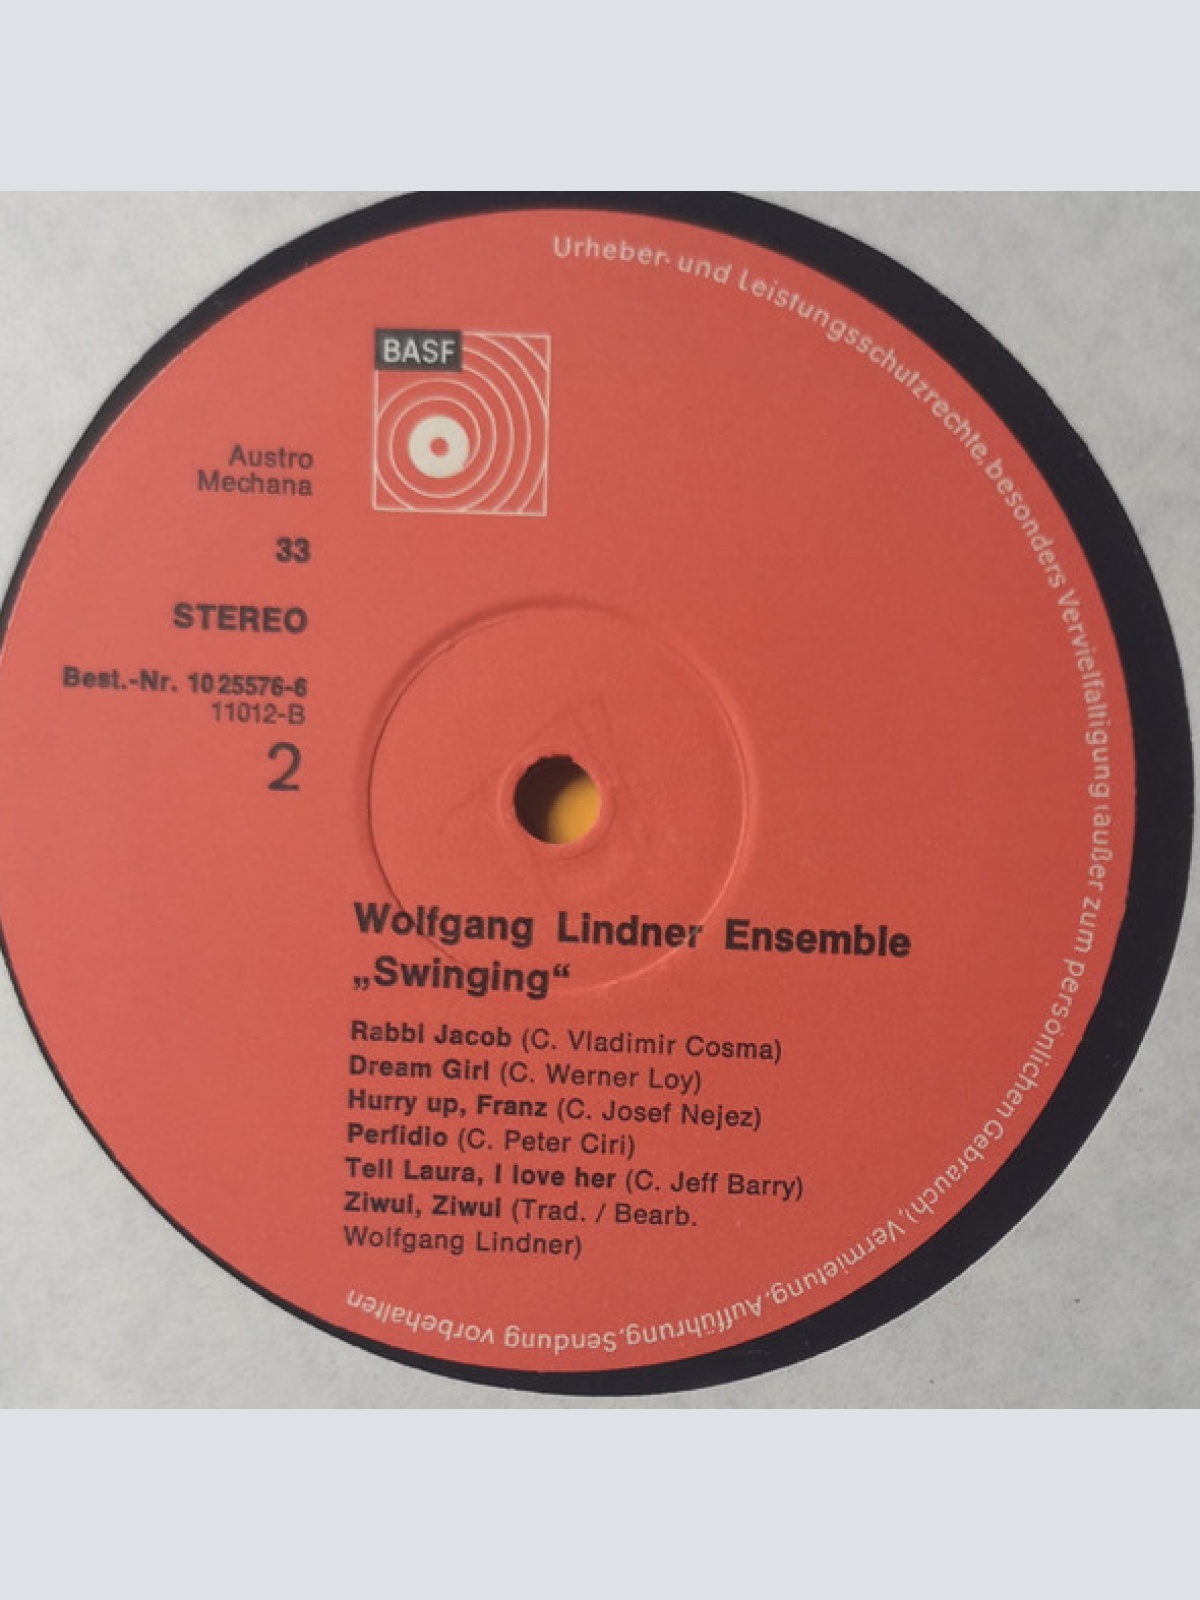 BASF
Austro
Mechana
33
STEREO
Best.-Nr. 10 25576-6
11012-B
2
Wolfgang Lindner Ensemble
„Swinging“
Rabbi Jacob (C. Vladimir Cosma)
Dream Girl (C. Werner Loy)
Hurry up, Franz (C. Josef Nejez)
Perfidio (C. Peter Ciri)
Tell Laura, I love her (C. Jeff Barry)
Ziwui, Ziwui (Trad. / Bearb.
Wolfgang Lindner)
Urheber- und Leistungsschutzrechte, besonders Vervielfältigung (außer zum persönlichen Gebrauch), Vermietung, Aufführung, Sendung vorbehalten